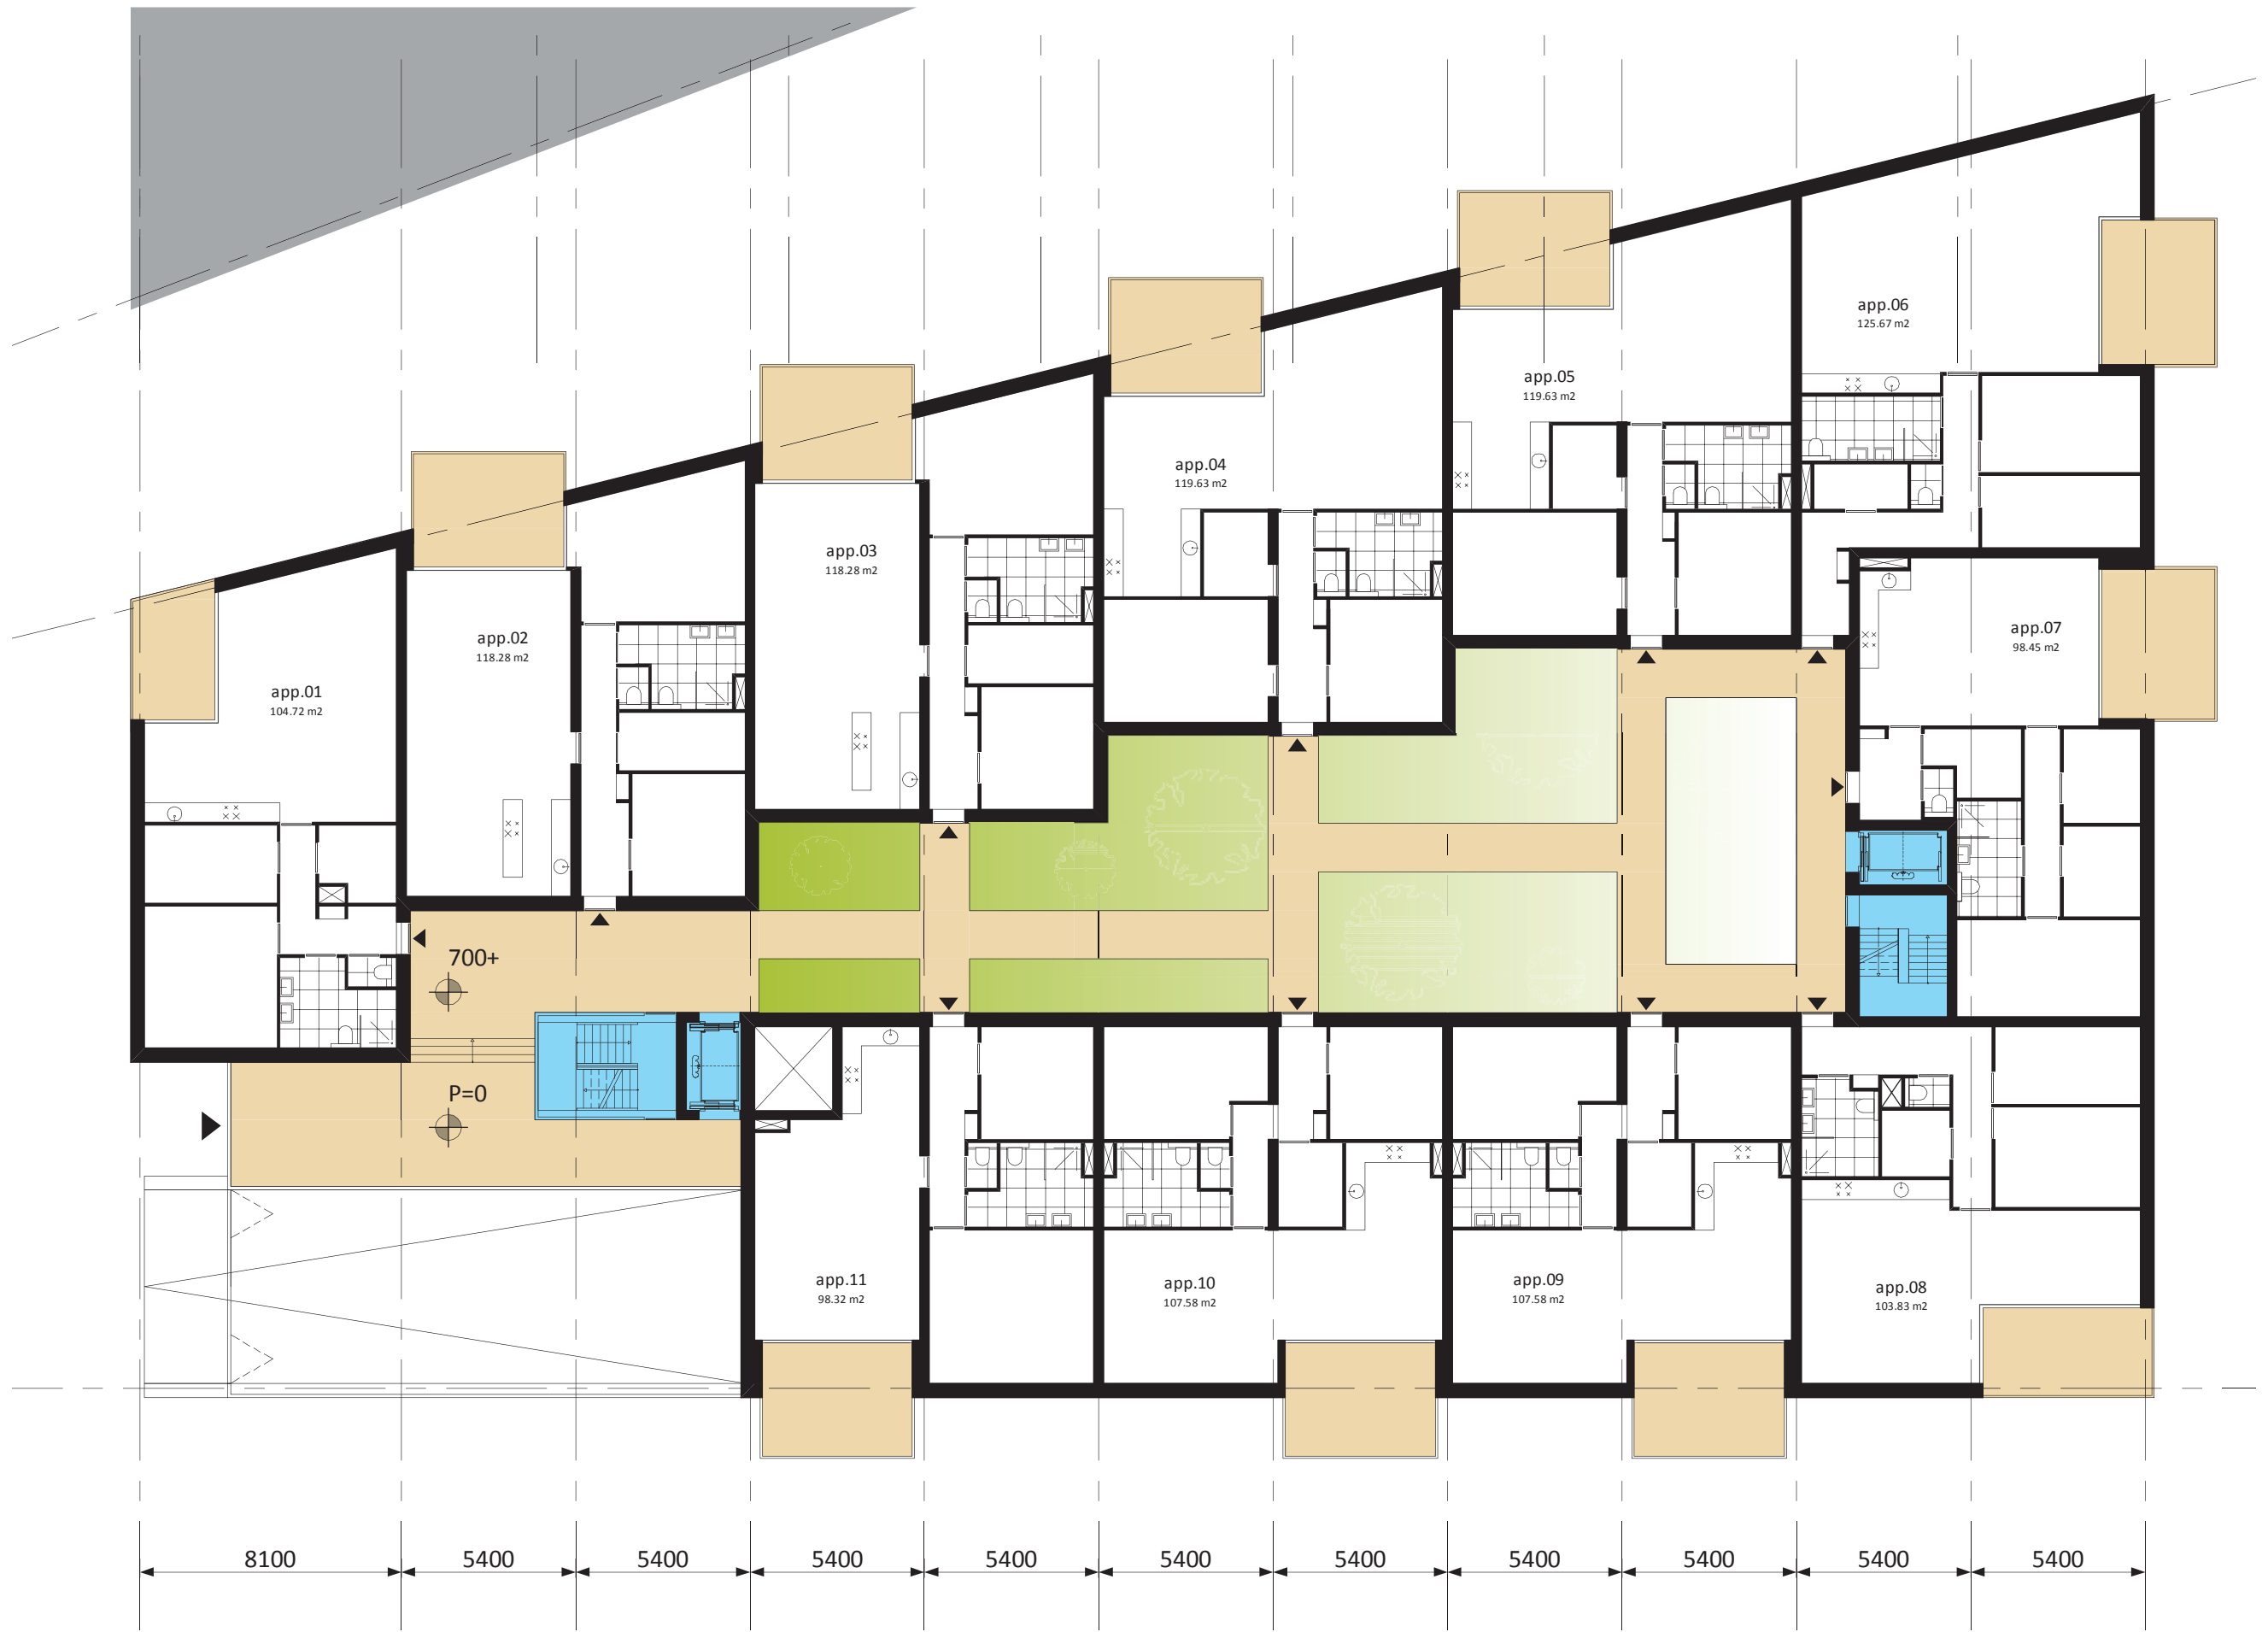 app.06
125.67 m2
app.05
119.63 m2
app.04
119.63 m2
app.03
118.28 m2
app.02
118.28 m2
app.07
98.45 m2
app.01
104.72 m2
700+
P=0
app.11
98.32 m2
app.10
107.58 m2
app.09
107.58 m2
app.08
103.83 m2
8100
5400
5400
5400
5400
5400
5400
5400
5400
5400
5400